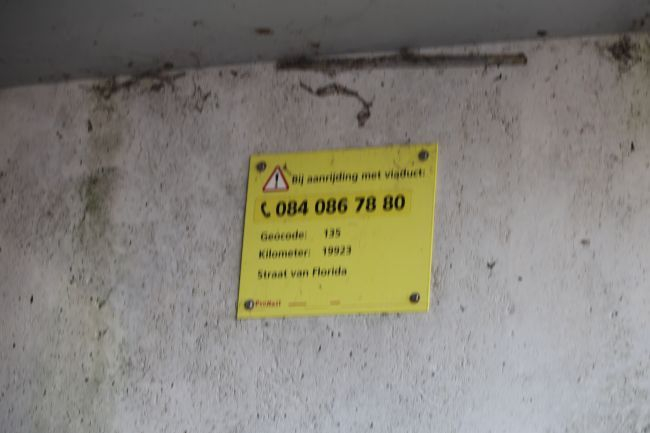 Bij aanrijding met viaduct:
084 086 78 80
Geocode: 135
Kilometer: 19923
Straat van Florida
ProRail